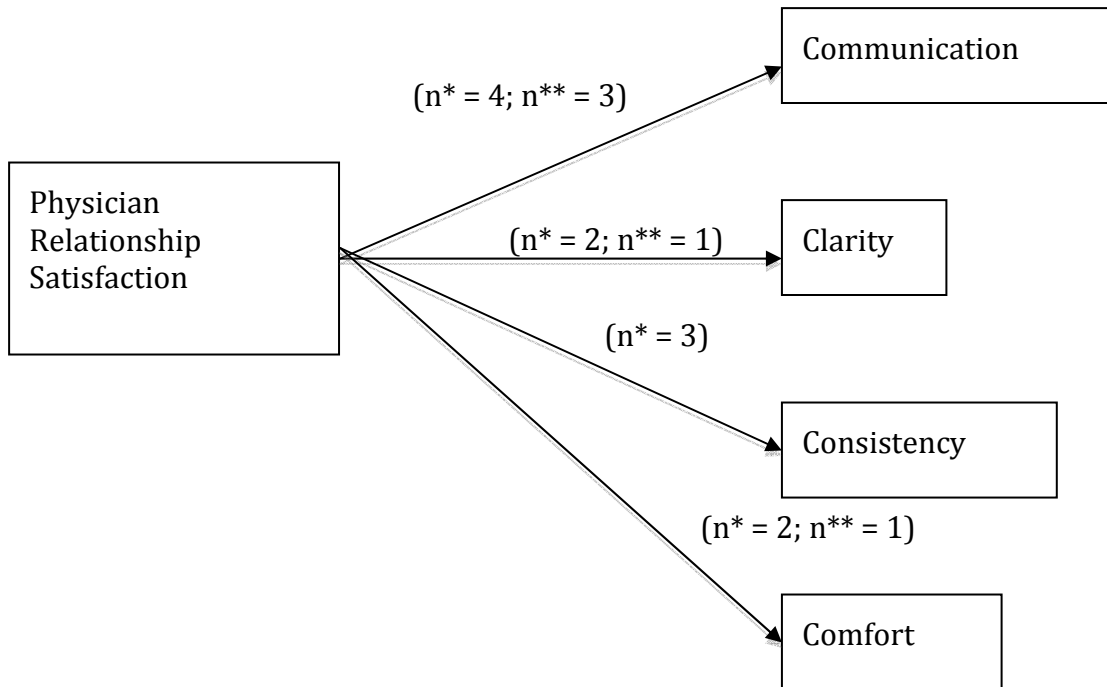 Communication
(n* = 4; n** = 3)
Physician
Relationship
Satisfaction
(n* = 2; n** = 1)
Clarity
(n* = 3)
Consistency
(n* = 2; n** = 1)
Comfort